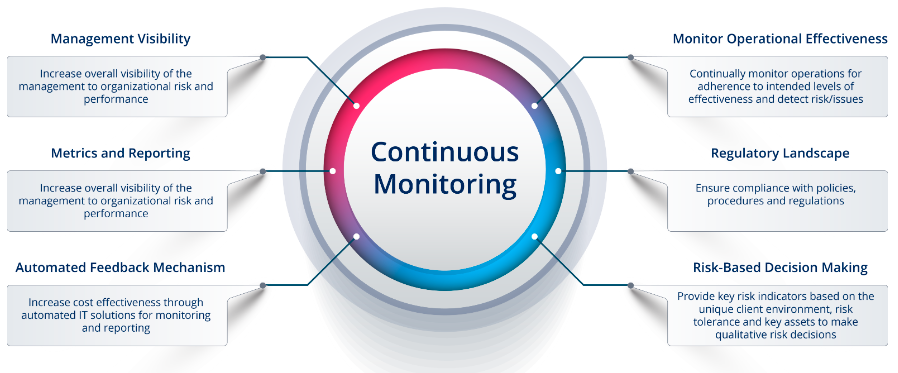 Management Visibility
Increase overall visibility of the
management to organizational risk and
performance
Metrics and Reporting
Increase overall visibility of the
management to organizational risk and
performance
Automated Feedback Mechanism
Increase cost effectiveness through
automated IT solutions for monitoring
and reporting
Continuous
Monitoring
Monitor Operational Effectiveness
Continually monitor operations for
adherence to intended levels of
effectiveness and detect risk/issues
Regulatory Landscape
Ensure compliance with policies,
procedures and regulations
Risk-Based Decision Making
Provide key risk indicators based on the
unique client environment, risk
tolerance and key assets to make
qualitative risk decisions